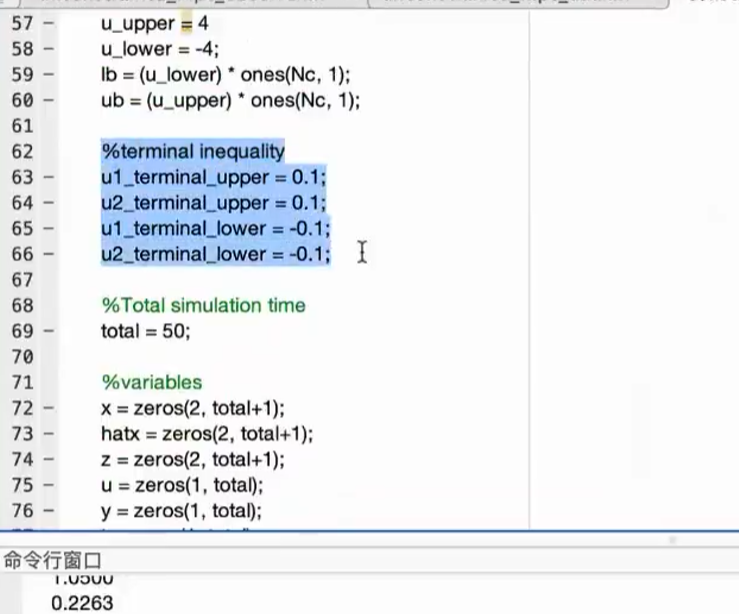 57 – u_upper = 4
58 – u_lower = -4;
59 – lb = (u_lower) * ones(Nc, 1);
60 – ub = (u_upper) * ones(Nc, 1);
61
62 %terminal inequality
63 – u1_terminal_upper = 0.1;
64 – u2_terminal_upper = 0.1;
65 – u1_terminal_lower = -0.1;
66 – u2_terminal_lower = -0.1;
67
68 %Total simulation time
69 – total = 50;
70
71 %variables
72 – x = zeros(2, total+1);
73 – hatx = zeros(2, total+1);
74 – z = zeros(2, total+1);
75 – u = zeros(1, total);
76 – y = zeros(1, total);
命令行窗口
1.0500
0.2263